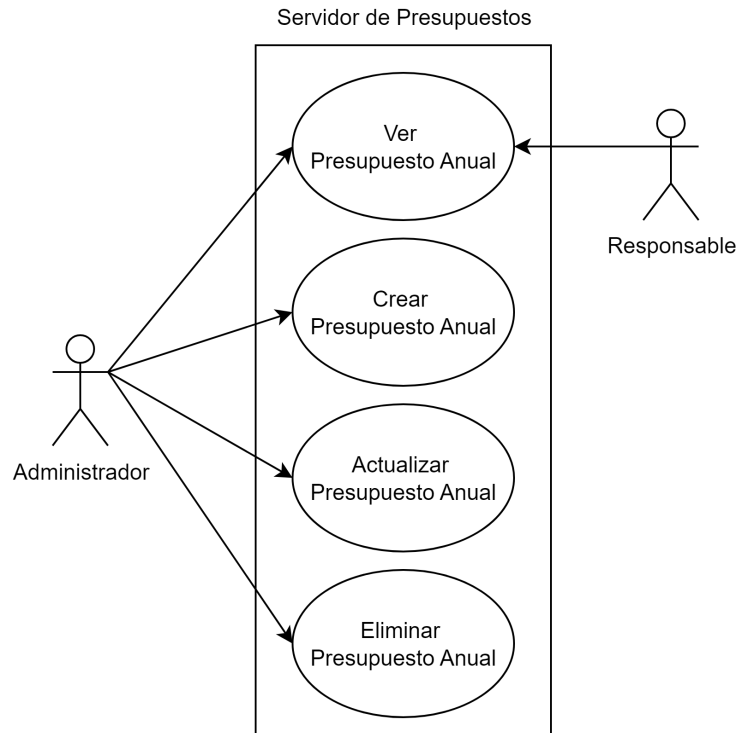 Servidor de Presupuestos
Ver
Presupuesto Anual
Responsable
Crear
Presupuesto Anual
Administrador
Actualizar
Presupuesto Anual
Eliminar
Presupuesto Anual